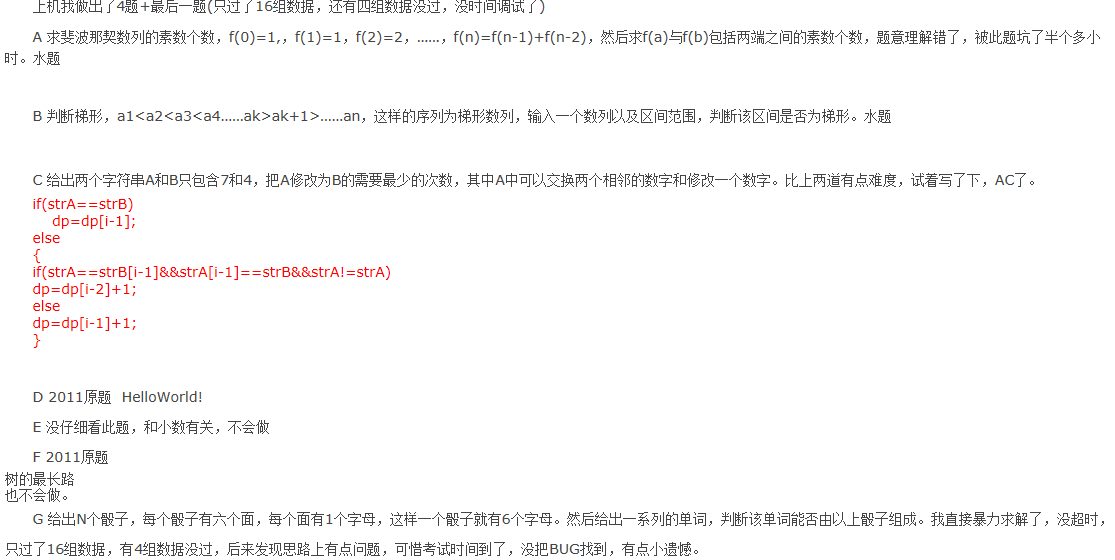 上机我做出了4题+最后一题(只过了16组数据，还有四组数据没过，没时间调试了)
A 求斐波那契数列的素数个数，f(0)=1,，f(1)=1，f(2)=2，……，f(n)=f(n-1)+f(n-2)，然后求f(a)与f(b)包括两端之间的素数个数，题意理解错了，被此题坑了半个多小
时。水题
B 判断梯形，a1<a2<a3<a4……ak>ak+1>……an，这样的序列为梯形数列，输入一个数列以及区间范围，判断该区间是否为梯形。水题
C 给出两个字符串A和B只包含7和4，把A修改为B的需要最少的次数，其中A中可以交换两个相邻的数字和修改一个数字。比上两道有点难度，试着写了下，AC了。
if(strA==strB)
dp=dp[i-1];
else
{
if(strA==strB[i-1]&&strA[i-1]==strB&&strA!=strA)
dp=dp[i-2]+1;
else
dp=dp[i-1]+1;
}
D 2011原题 HelloWorld!
E 没仔细看此题，和小数有关，不会做
F 2011原题
树的最长路
也不会做。
G 给出N个骰子，每个骰子有六个面，每个面有1个字母，这样一个骰子就有6个字母。然后给出一系列的单词，判断该单词能否由以上骰子组成。我直接暴力求解了，没超时，
只过了16组数据，有4组数据没过，后来发现思路上有点问题，可惜考试时间到了，没把BUG找到，有点小遗憾。